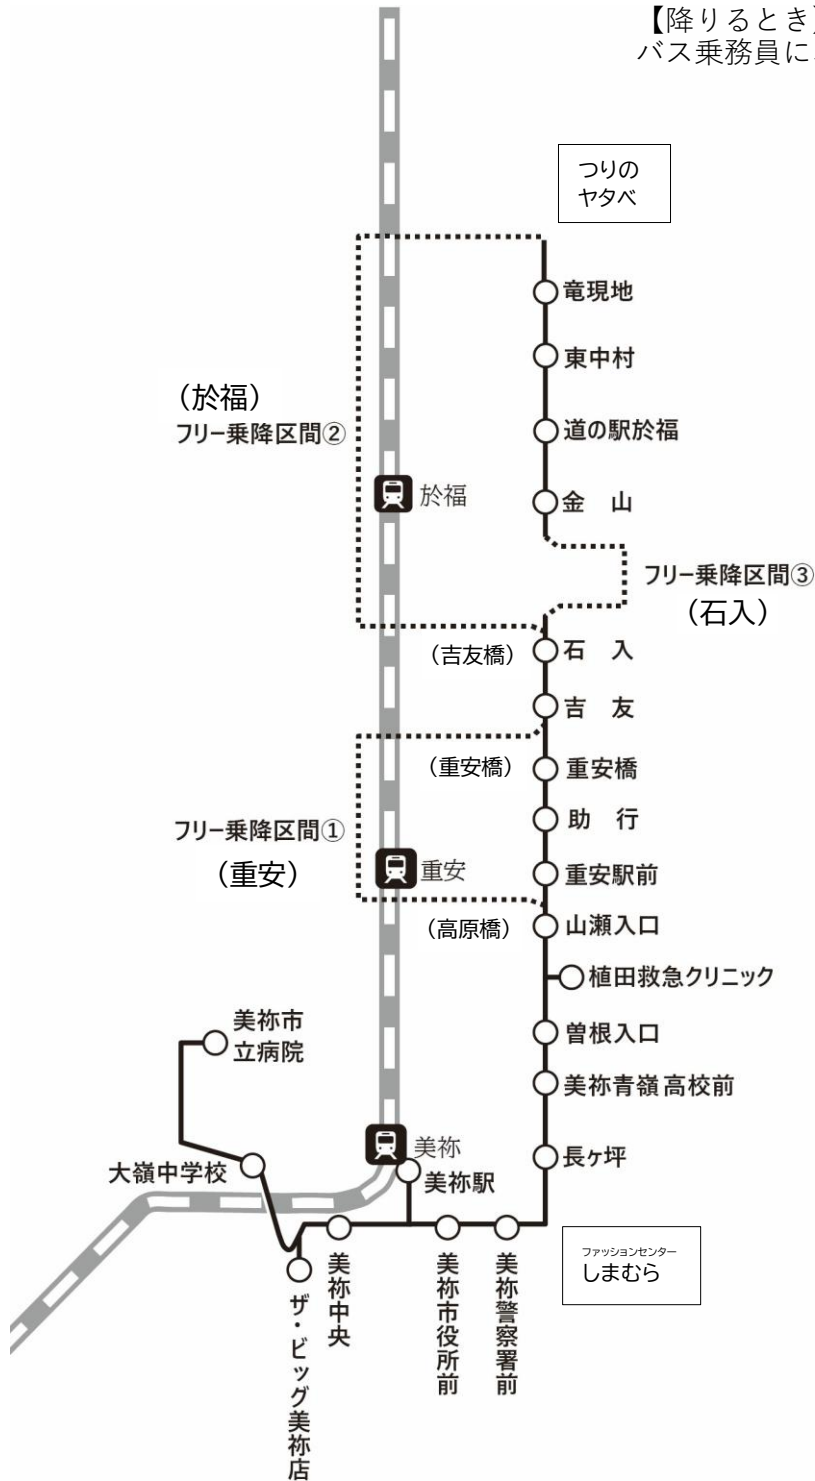 【降りるとき】
バス乗務員に
つりの
ヤタベ
竜現地
東中村
(於福)
フリー乗降区間②
道の駅於福
於福
金 山
フリー乗降区間③
(石入)
(吉友橋)
石 入
吉 友
(重安橋)
重安橋
フリー乗降区間①
(重安)
助 行
重安
重安駅前
(高原橋)
山瀬入口
植田救急クリニック
美祢市
立病院
曽根入口
美祢青嶺高校前
美祢
長ヶ坪
大嶺中学校
美祢駅
ファッションセンター
しまむら
美祢中央
美祢市役所前
美祢警察署前
ザ・ビッグ美祢店